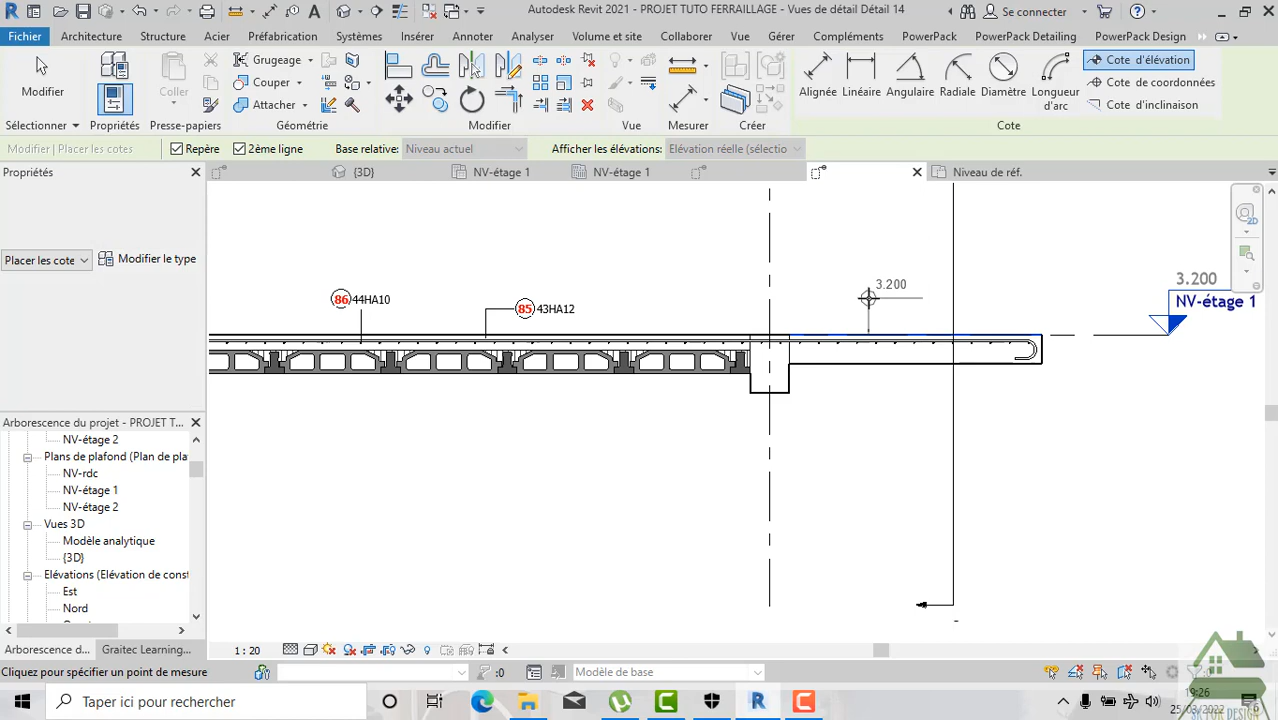 Autodesk Revit 2021 - PROJET TUTO FERRAILLAGE - Vues de détail Détail 14
Se connecter
Fichier Architecture Structure Acier Préfabrication Systèmes Insérer Annoter Analyser Volume et site Collaborer Vue Gérer Compléments PowerPack PowerPack Detailing PowerPack Design
Modifier
Coller
Grugeage
Couper
Attacher
Alignée Linéaire Angulaire Radiale Diamètre Longueur d'arc
Cote d'élévation
Cote de coordonnées
Cote d'inclinaison
Sélectionner Propriétés Presse-papiers Géométrie Modifier Vue Mesurer Créer Cote
Modifier | Placer les cotes Repère 2ème ligne Base relative: Niveau actuel Afficher les élévations: Elévation réelle (sélectio
Propriétés {3D} NV-étage 1 NV-étage 1 Niveau de réf.
Placer les cote Modifier le type
3.200
3.200
NV-étage 1
86 44HA10
85 43HA12
Arborescence du projet - PROJET T...
NV-étage 2
Plans de plafond (Plan de pla
NV-rdc
NV-étage 1
NV-étage 2
Vues 3D
Modèle analytique
{3D}
Elévations (Elévation de const
Est
Nord
Arborescence d... Graitec Learning...
1 : 20
Cliquez pour spécifier un point de mesure :0 Modèle de base
Taper ici pour rechercher
19:26
25/03/2022
6